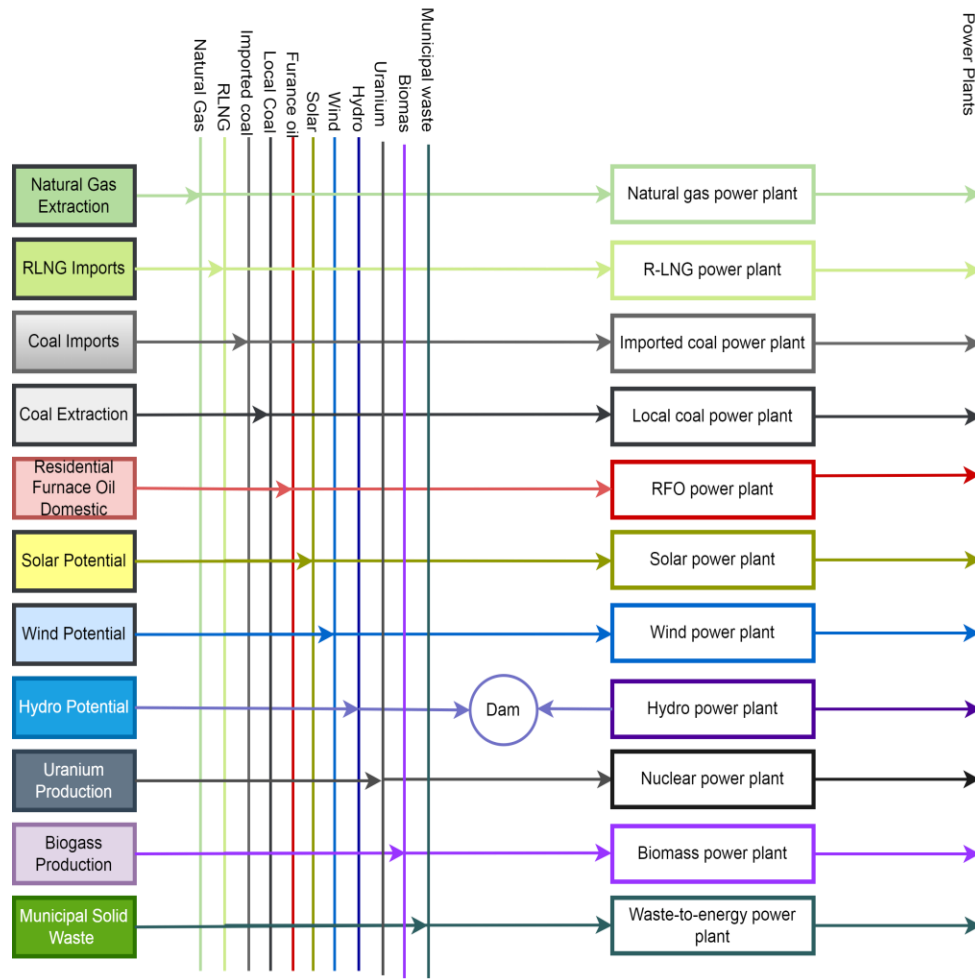 Natural Gas
RLNG
Imported coal
Local Coal
Furance oil
Solar
Wind
Hydro
Uranium
Biomas
Municipal waste
Power Plants
Natural Gas
Extraction
Natural gas power plant
RLNG Imports
R-LNG power plant
Coal Imports
Imported coal power plant
Coal Extraction
Local coal power plant
Residential
Furnace Oil
Domestic
RFO power plant
Solar Potential
Solar power plant
Wind Potential
Wind power plant
Hydro Potential
Dam
Hydro power plant
Uranium
Production
Nuclear power plant
Biogass
Production
Biomass power plant
Municipal Solid
Waste
Waste-to-energy power
plant